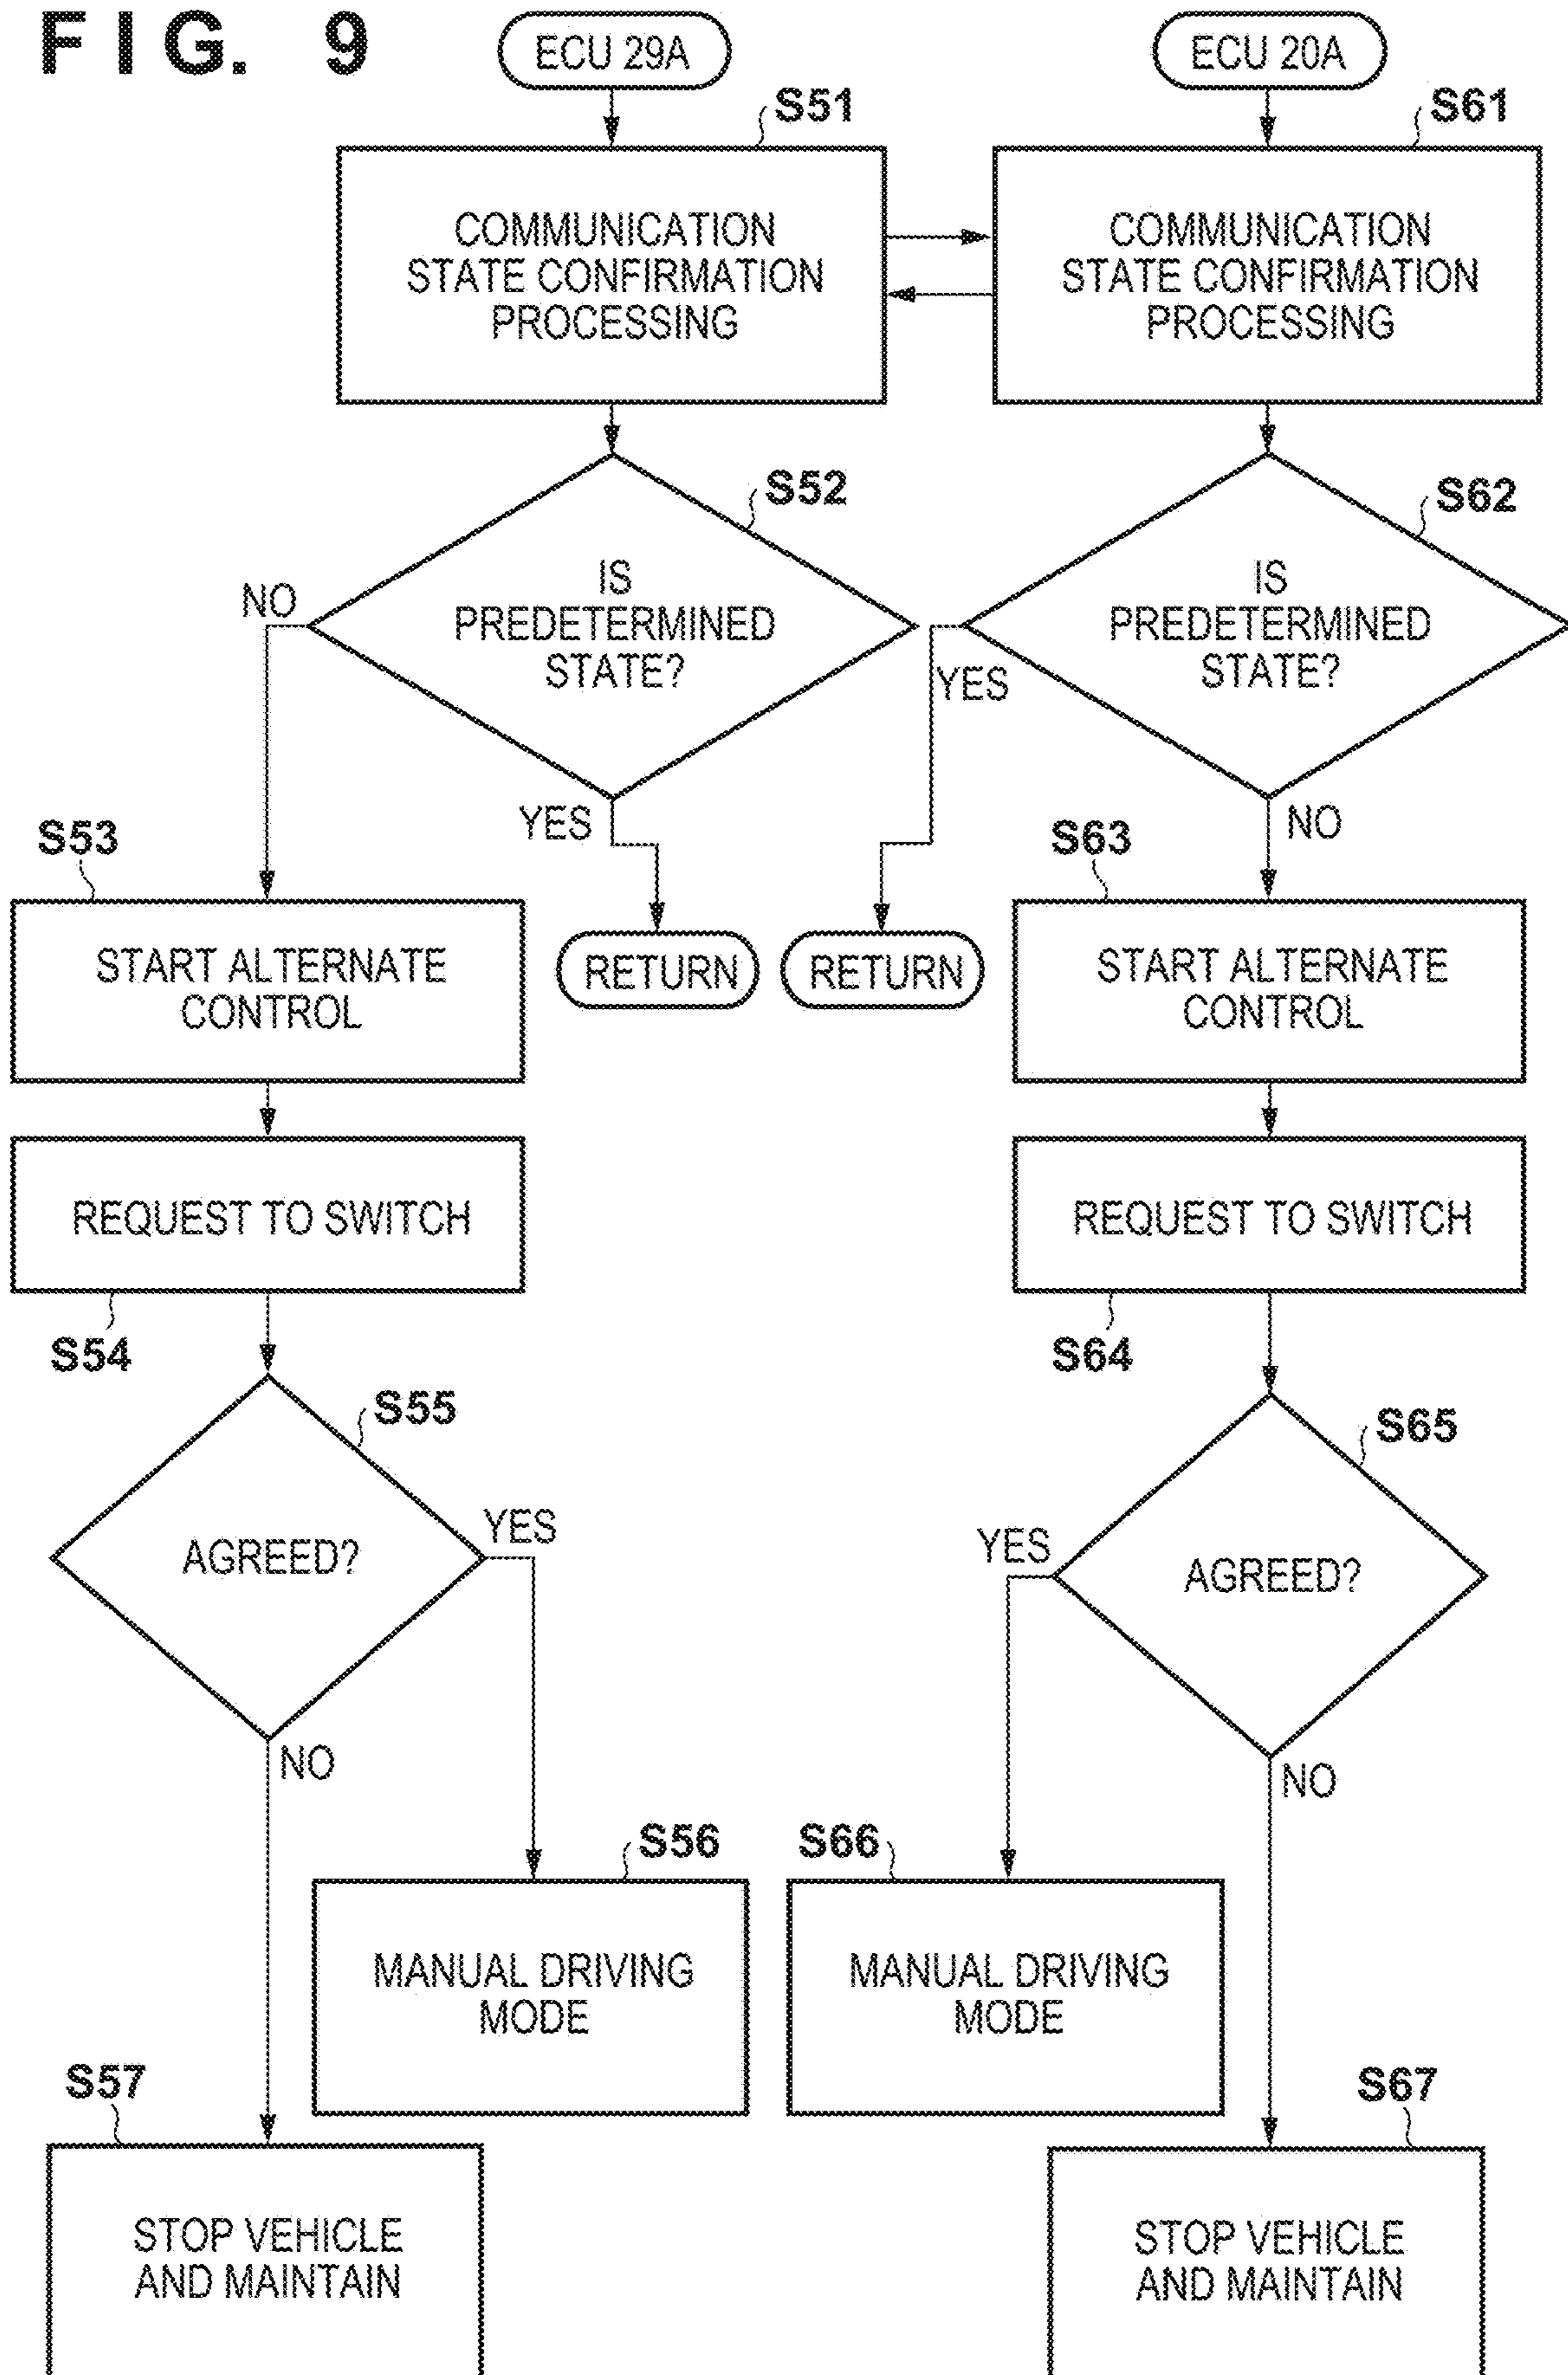 FIG. 9
ECU 29A
ECU 20A
S51
S61
COMMUNICATION
STATE CONFIRMATION
PROCESSING
COMMUNICATION
STATE CONFIRMATION
PROCESSING
S52
S62
IS
PREDETERMINED
STATE?
IS
PREDETERMINED
STATE?
NO
YES
YES
NO
S53
S63
START ALTERNATE
CONTROL
RETURN
RETURN
START ALTERNATE
CONTROL
REQUEST TO SWITCH
REQUEST TO SWITCH
S54
S64
S55
S65
AGREED?
YES
YES
AGREED?
NO
NO
S56
S66
MANUAL DRIVING
MODE
MANUAL DRIVING
MODE
S57
S67
STOP VEHICLE
AND MAINTAIN
STOP VEHICLE
AND MAINTAIN